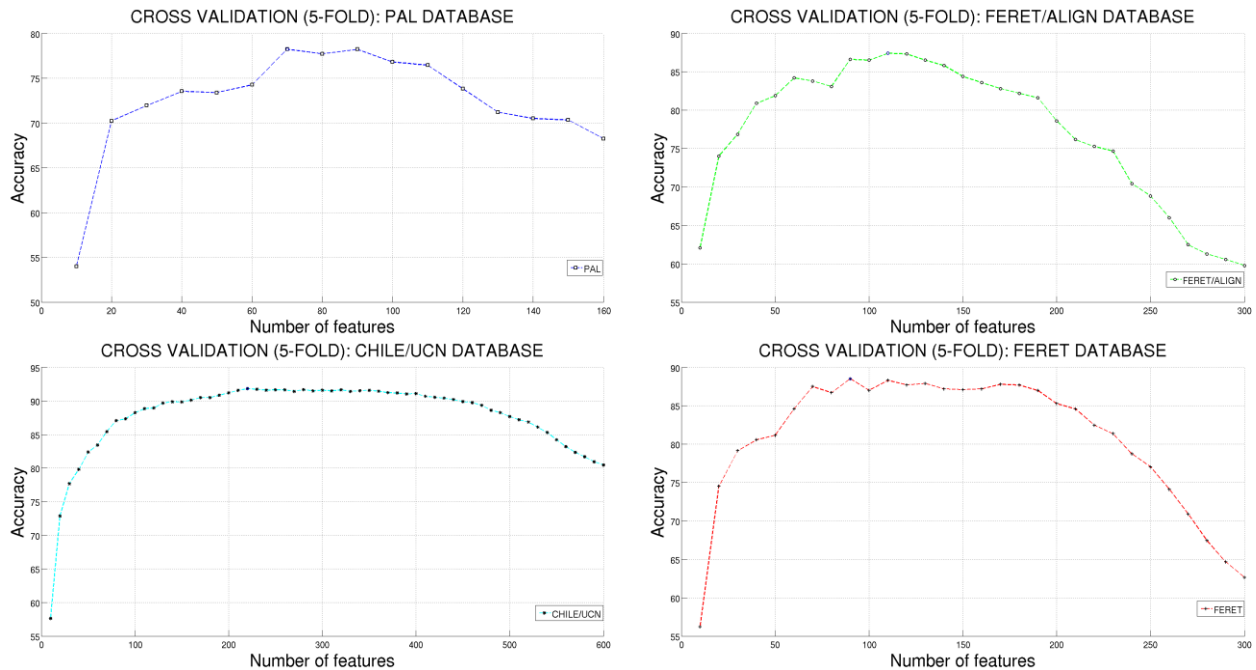 CROSS VALIDATION (5-FOLD): PAL DATABASE
80
75
70
65
60
55
50
Accuracy
0 20 40 60 80 100 120 140 160
Number of features
PAL
CROSS VALIDATION (5-FOLD): FERET/ALIGN DATABASE
95
90
85
80
75
70
65
60
55
Accuracy
0 50 100 150 200 250 300
Number of features
FERET/ALIGN
CROSS VALIDATION (5-FOLD): CHILE/UCN DATABASE
95
90
85
80
75
70
65
60
55
Accuracy
0 100 200 300 400 500 600
Number of features
CHILE/UCN
CROSS VALIDATION (5-FOLD): FERET DATABASE
90
85
80
75
70
65
60
55
Accuracy
0 50 100 150 200 250 300
Number of features
FERET